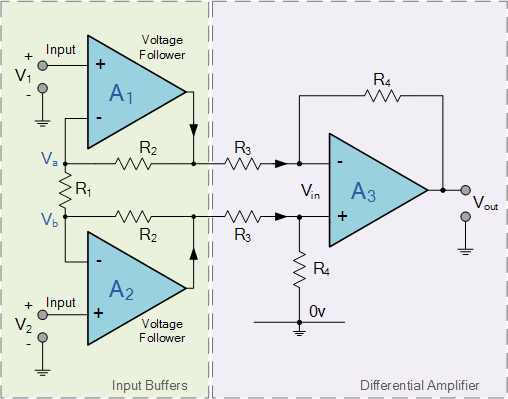 Voltage
Follower
+
Input
V1
-
+
A1
-
R4
Va
R2
R3
R1
-
Vin
A3
Vout
Vb
R2
R3
+
-
A2
R4
+
Input
V2
-
+
Voltage
Follower
0v
Input Buffers
Differential Amplifier